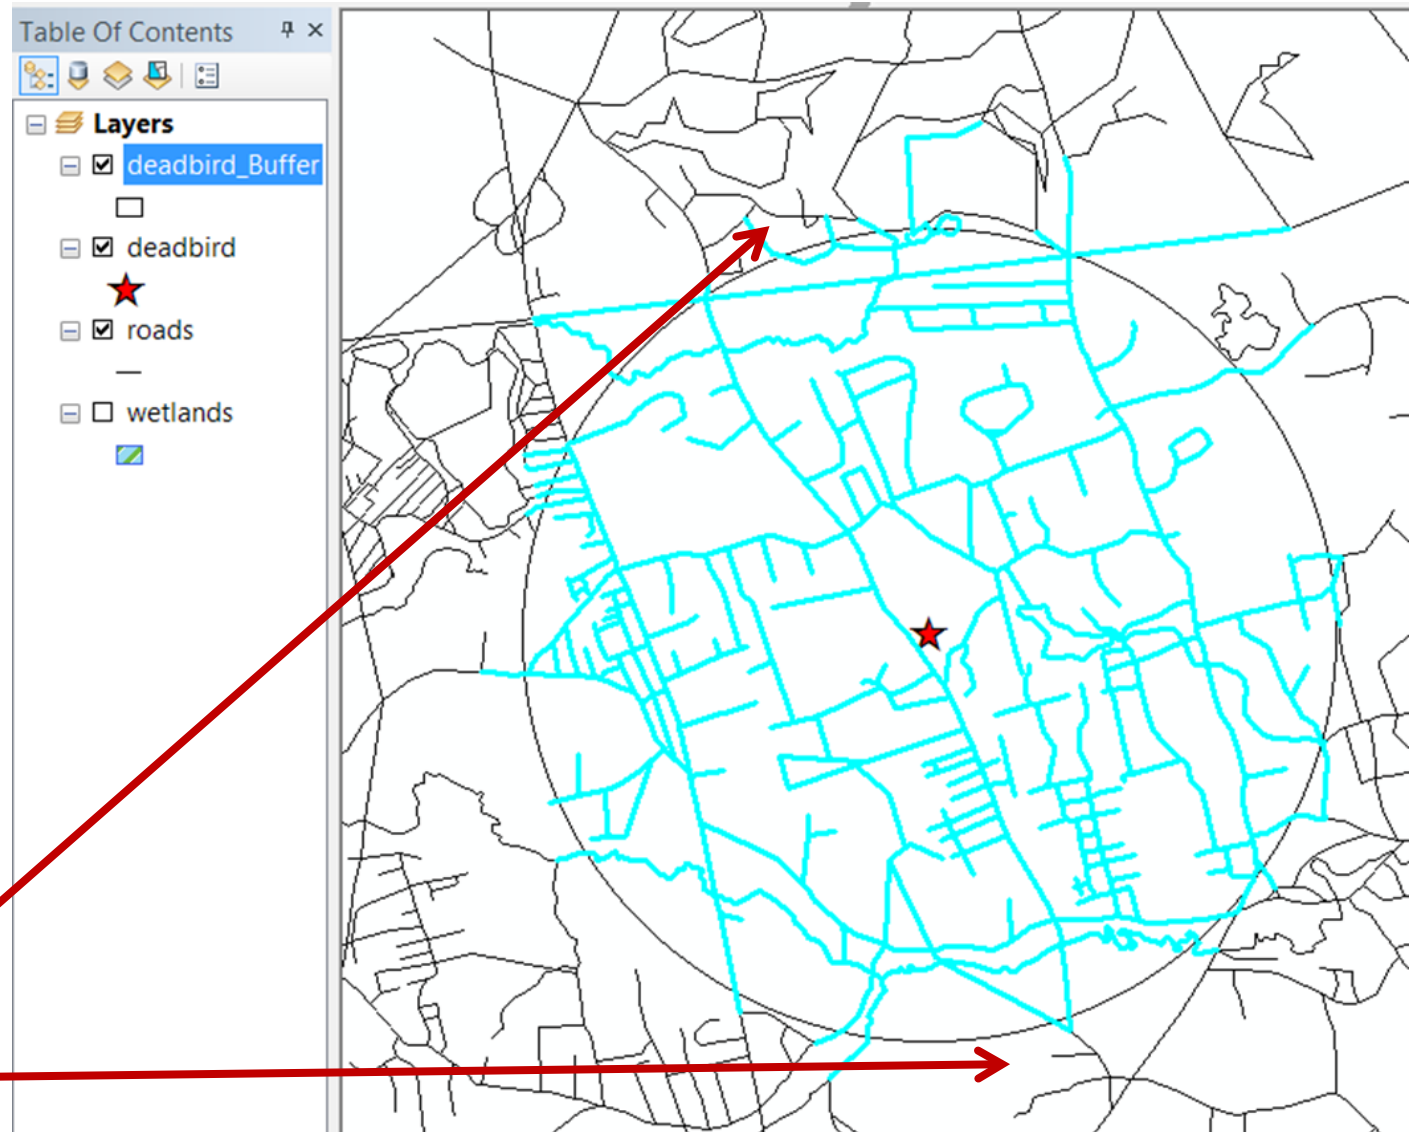 Table Of Contents
Layers
deadbird_Buffer
deadbird
roads
wetlands